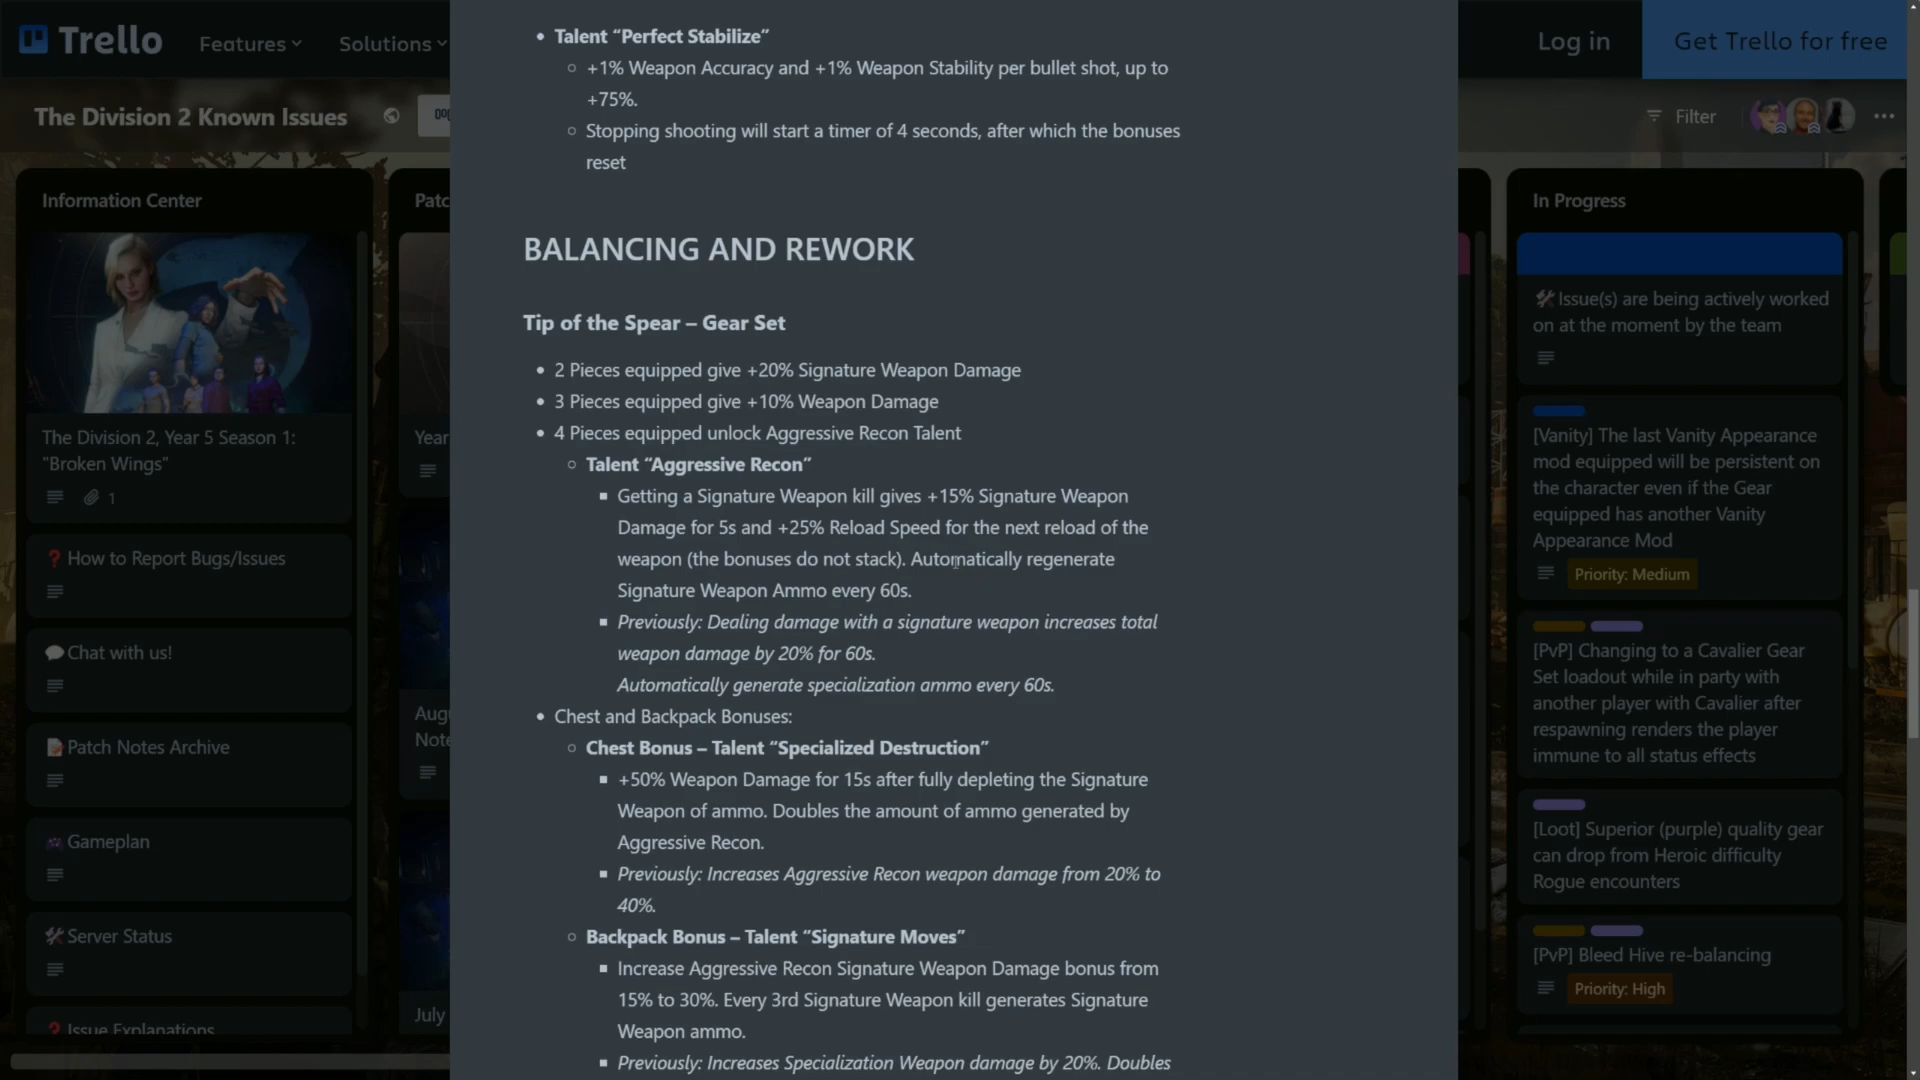 Trello
Features
Solutions
Log in
Get Trello for free
The Division 2 Known Issues
Filter
Information Center
The Division 2, Year 5 Season 1:
"Broken Wings"
1
❓ How to Report Bugs/Issues
💬 Chat with us!
📝 Patch Notes Archive
🎮 Gameplan
🛠 Server Status
❓ Issue Explanations
Patc
Year
Augu
Note
July
• Talent “Perfect Stabilize”
○ +1% Weapon Accuracy and +1% Weapon Stability per bullet shot, up to
+75%.
○ Stopping shooting will start a timer of 4 seconds, after which the bonuses
reset
BALANCING AND REWORK
Tip of the Spear – Gear Set
• 2 Pieces equipped give +20% Signature Weapon Damage
• 3 Pieces equipped give +10% Weapon Damage
• 4 Pieces equipped unlock Aggressive Recon Talent
○ Talent “Aggressive Recon”
▪ Getting a Signature Weapon kill gives +15% Signature Weapon
Damage for 5s and +25% Reload Speed for the next reload of the
weapon (the bonuses do not stack). Automatically regenerate
Signature Weapon Ammo every 60s.
▪ Previously: Dealing damage with a signature weapon increases total
weapon damage by 20% for 60s.
Automatically generate specialization ammo every 60s.
• Chest and Backpack Bonuses:
○ Chest Bonus – Talent “Specialized Destruction”
▪ +50% Weapon Damage for 15s after fully depleting the Signature
Weapon of ammo. Doubles the amount of ammo generated by
Aggressive Recon.
▪ Previously: Increases Aggressive Recon weapon damage from 20% to
40%.
○ Backpack Bonus – Talent “Signature Moves”
▪ Increase Aggressive Recon Signature Weapon Damage bonus from
15% to 30%. Every 3rd Signature Weapon kill generates Signature
Weapon ammo.
▪ Previously: Increases Specialization Weapon damage by 20%. Doubles
In Progress
🛠 Issue(s) are being actively worked
on at the moment by the team
[Vanity] The last Vanity Appearance
mod equipped will be persistent on
the character even if the Gear
equipped has another Vanity
Appearance Mod
Priority: Medium
[PvP] Changing to a Cavalier Gear
Set loadout while in party with
another player with Cavalier after
respawning renders the player
immune to all status effects
[Loot] Superior (purple) quality gear
can drop from Heroic difficulty
Rogue encounters
[PvP] Bleed Hive re-balancing
Priority: High